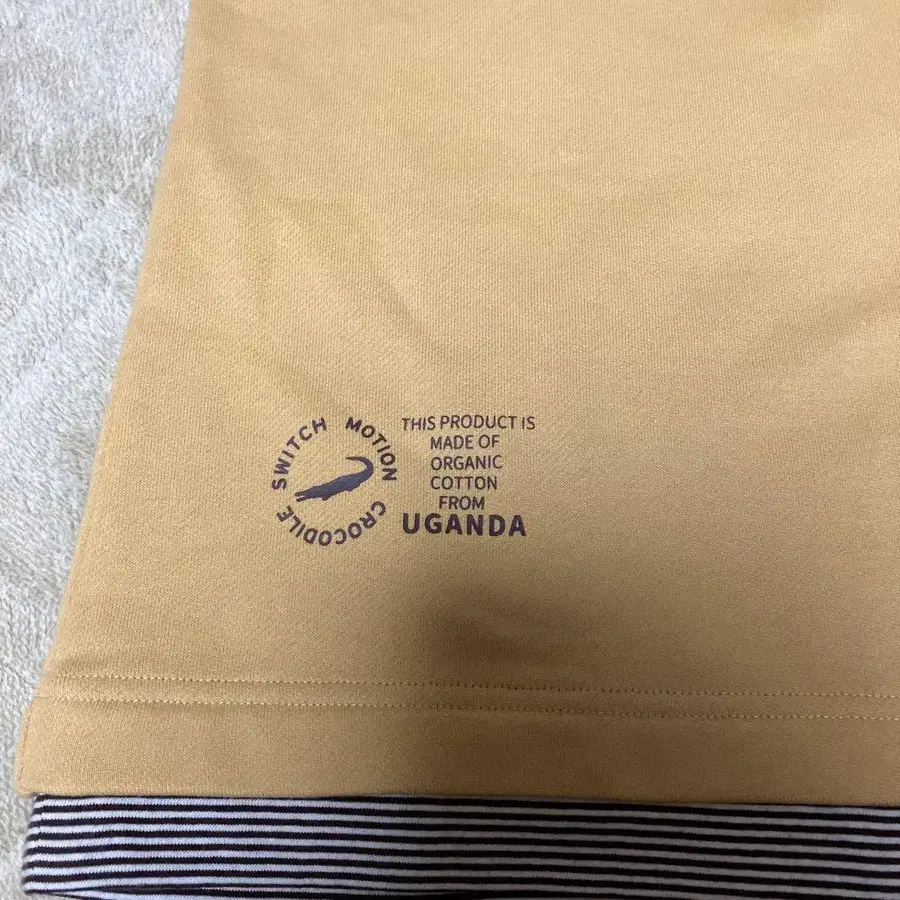 SWITCH MOTION CROCODILE
THIS PRODUCT IS
MADE OF
ORGANIC
COTTON
FROM
UGANDA